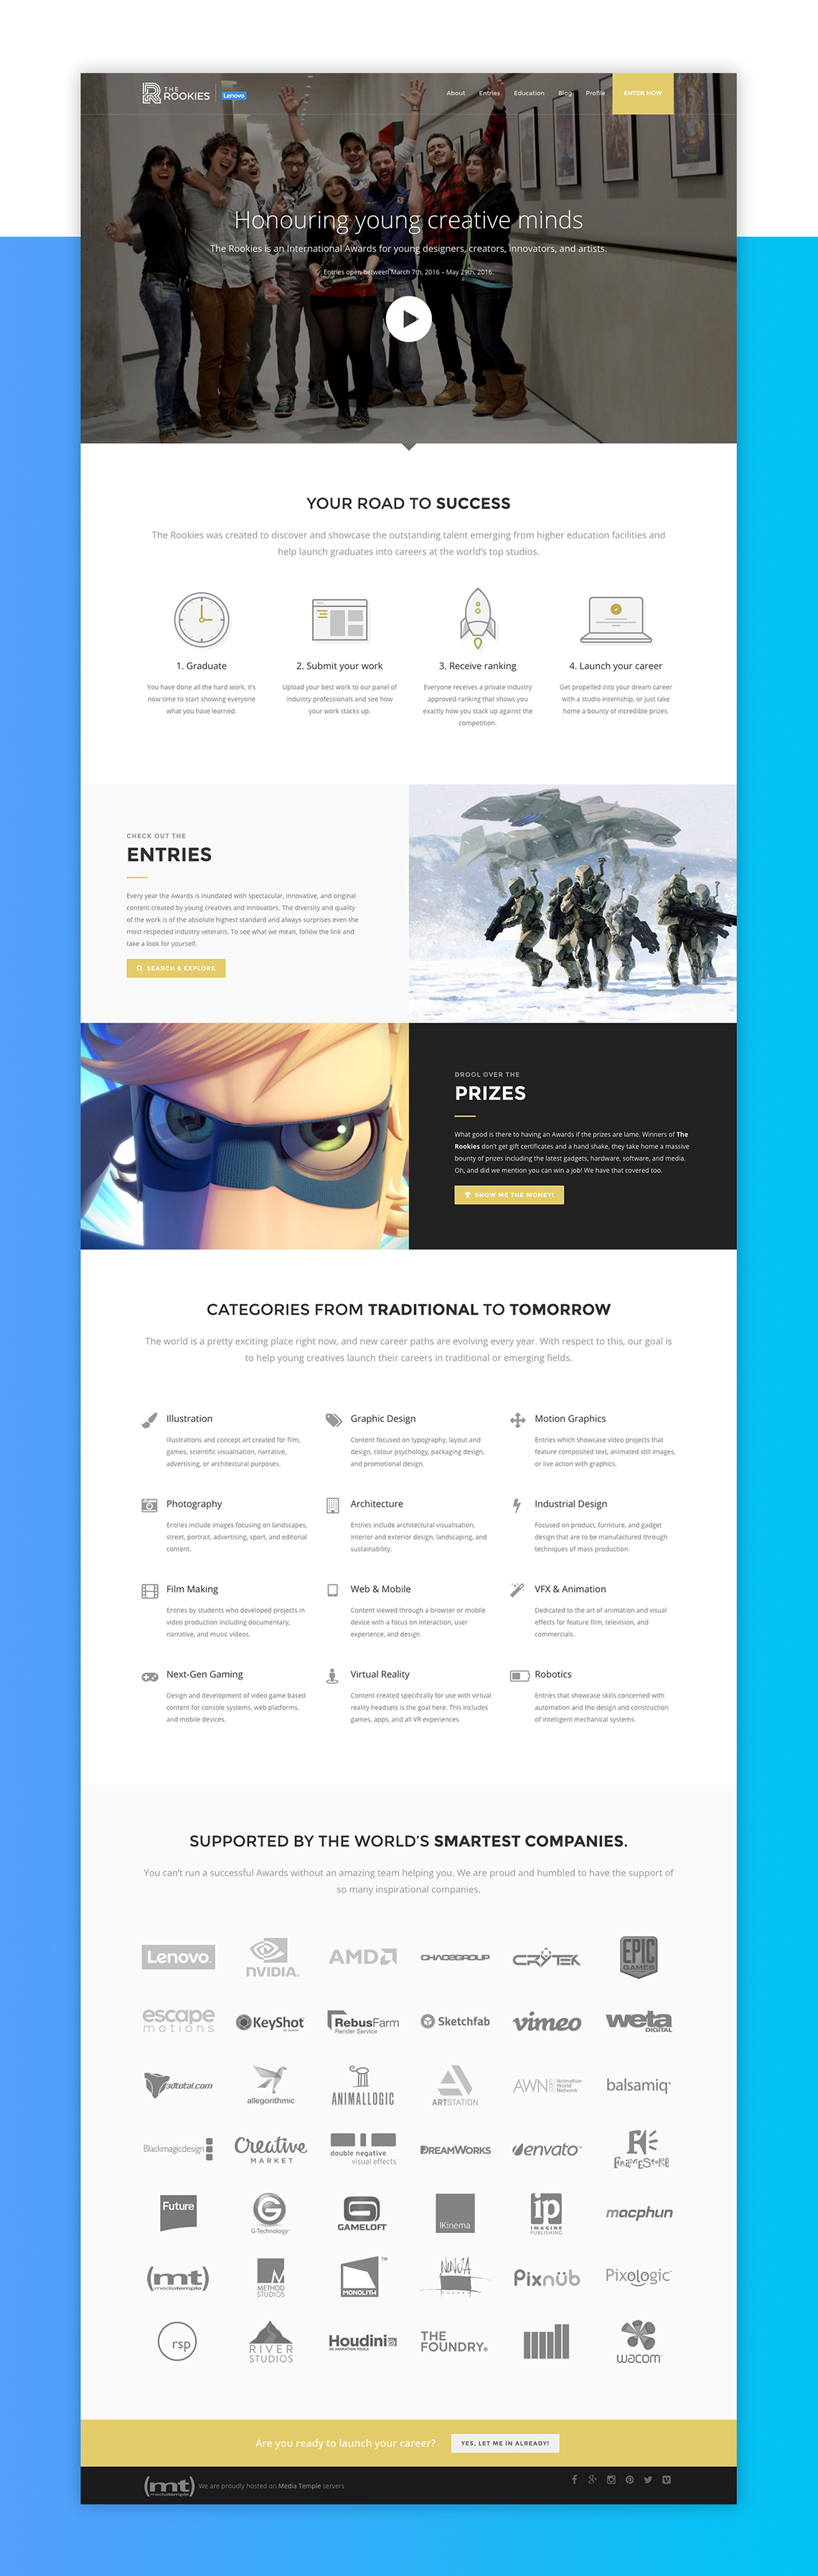 THE
ROOKIES
Lenovo
About Entries Education Blog Profile ENTER NOW
Honouring young creative minds
The Rookies is an International Awards for young designers, creators, innovators, and artists.
Entries open between March 7th, 2016 – May 29th, 2016.
YOUR ROAD TO SUCCESS
The Rookies was created to discover and showcase the outstanding talent emerging from higher education facilities and
help launch graduates into careers at the world's top studios.
1. Graduate
You have done all the hard work, it's
now time to start showing everyone
what you have learned.
2. Submit your work
Upload your best work to our panel of
industry professionals and see how
your work stacks up.
3. Receive ranking
Everyone receives a private industry
approved ranking that shows you
exactly how you stack up against the
competition.
4. Launch your career
Get propelled into your dream career
with a studio internship, or just take
home a bounty of incredible prizes.
CHECK OUT THE
ENTRIES
Every year the Awards is inundated with spectacular, innovative, and original
content created by young creatives and innovators. The diversity and quality
of the work is of the absolute highest standard and always surprises even the
most respected industry veterans. To see what we mean, follow the link and
take a look for yourself.
SEARCH & EXPLORE
DROOL OVER THE
PRIZES
What good is there to having an Awards if the prizes are lame. Winners of The
Rookies don't get gift certificates and a hand shake, they take home a massive
bounty of prizes including the latest gadgets, hardware, software, and media.
Oh, and did we mention you can win a job! We have that covered too.
SHOW ME THE MONEY!
CATEGORIES FROM TRADITIONAL TO TOMORROW
The world is a pretty exciting place right now, and new career paths are evolving every year. With respect to this, our goal is
to help young creatives launch their careers in traditional or emerging fields.
Illustration
Illustrations and concept art created for film,
games, scientific visualisation, narrative,
advertising, or architectural purposes.
Graphic Design
Content focused on typography, layout and
design, colour psychology, packaging design,
and promotional design.
Motion Graphics
Entries which showcase video projects that
feature composited text, animated still images,
or live action with graphics.
Photography
Entries include images focusing on landscapes,
street, portrait, advertising, sport, and editorial
content.
Architecture
Entries include architectural visualisation,
interior and exterior design, landscaping, and
sustainability.
Industrial Design
Focused on product, furniture, and gadget
design that are to be manufactured through
techniques of mass production.
Film Making
Entries by students who developed projects in
video production including documentary,
narrative, and music videos.
Web & Mobile
Content viewed through a browser or mobile
device with a focus on interaction, user
experience, and design.
VFX & Animation
Dedicated to the art of animation and visual
effects for feature film, television, and
commercials.
Next-Gen Gaming
Design and development of video game based
content for console systems, web platforms,
and mobile devices.
Virtual Reality
Content created specifically for use with virtual
reality headsets is the goal here. This includes
games, apps, and all VR experiences.
Robotics
Entries that showcase skills concerned with
automation and the design and construction
of intelligent mechanical systems.
SUPPORTED BY THE WORLD'S SMARTEST COMPANIES.
You can't run a successful Awards without an amazing team helping you. We are proud and humbled to have the support of
so many inspirational companies.
Lenovo
NVIDIA
AMD
CHAOSGROUP
CRYTEK
EPIC
GAMES
escape
motions
KeyShot
RebusFarm
Render Service
Sketchfab
vimeo
weta
DIGITAL
3dtotal.com
allegorithmic
ANIMALLOGIC
ARTSTATION
AWN.COM
Animation
World
Network
balsamiq
Blackmagicdesign
Creative
MARKET
double negative
visual effects
DREAMWORKS
envato
FRAMESTORE
Future
G-Technology
GAMELOFT
IKinema
ip
IMAGINE
PUBLISHING
macphun
(mt)
mediatemple
METHOD
STUDIOS
MONOLITH
NINJA
Pixnüb
Pixologic
rsp
RIVER
STUDIOS
Houdini
3D ANIMATION TOOLS
THE
FOUNDRY.
wacom
Are you ready to launch your career? YES, LET ME IN ALREADY!
(mt)
mediatemple
We are proudly hosted on Media Temple servers